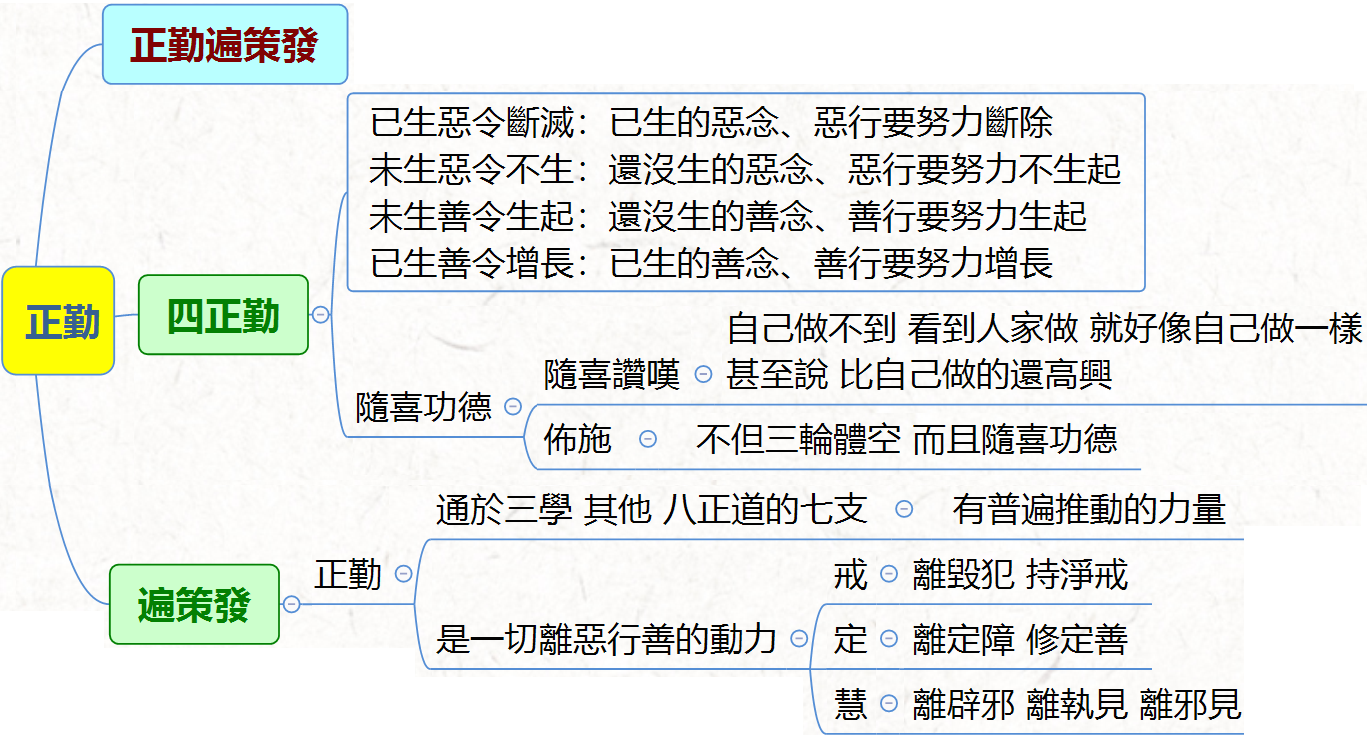 正勤遍策發
已生惡令斷滅：已生的惡念、惡行要努力斷除
未生惡令不生：還沒生的惡念、惡行要努力不生起
未生善令生起：還沒生的善念、善行要努力生起
已生善令增長：已生的善念、善行要努力增長
正勤
四正勤
自己做不到 看到人家做 就好像自己做一樣
隨喜讚嘆
甚至說 比自己做的還高興
隨喜功德
佈施
不但三輪體空 而且隨喜功德
通於三學 其他 八正道的七支
有普遍推動的力量
正勤
遍策發
戒
離毀犯 持淨戒
是一切離惡行善的動力
定
離定障 修定善
慧
離辟邪 離執見 離邪見